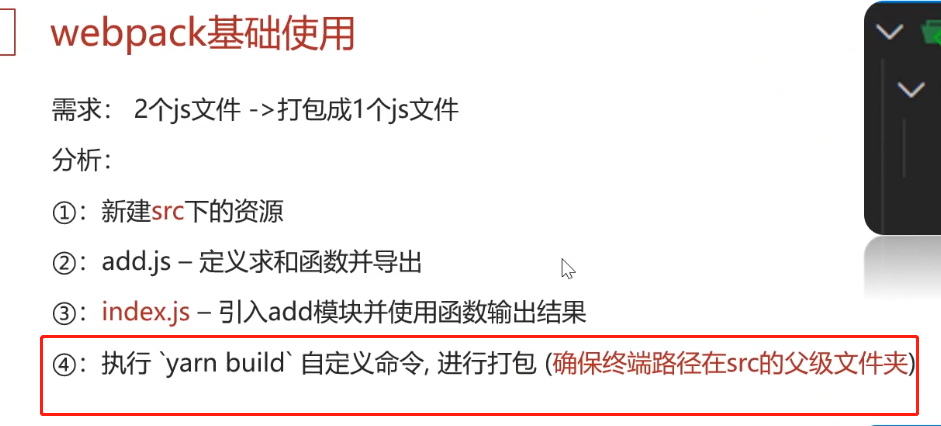 webpack基础使用
需求： 2个js文件 ->打包成1个js文件
分析：
①：新建src下的资源
②：add.js – 定义求和函数并导出
③：index.js – 引入add模块并使用函数输出结果
④：执行 `yarn build` 自定义命令, 进行打包 (确保终端路径在src的父级文件夹)